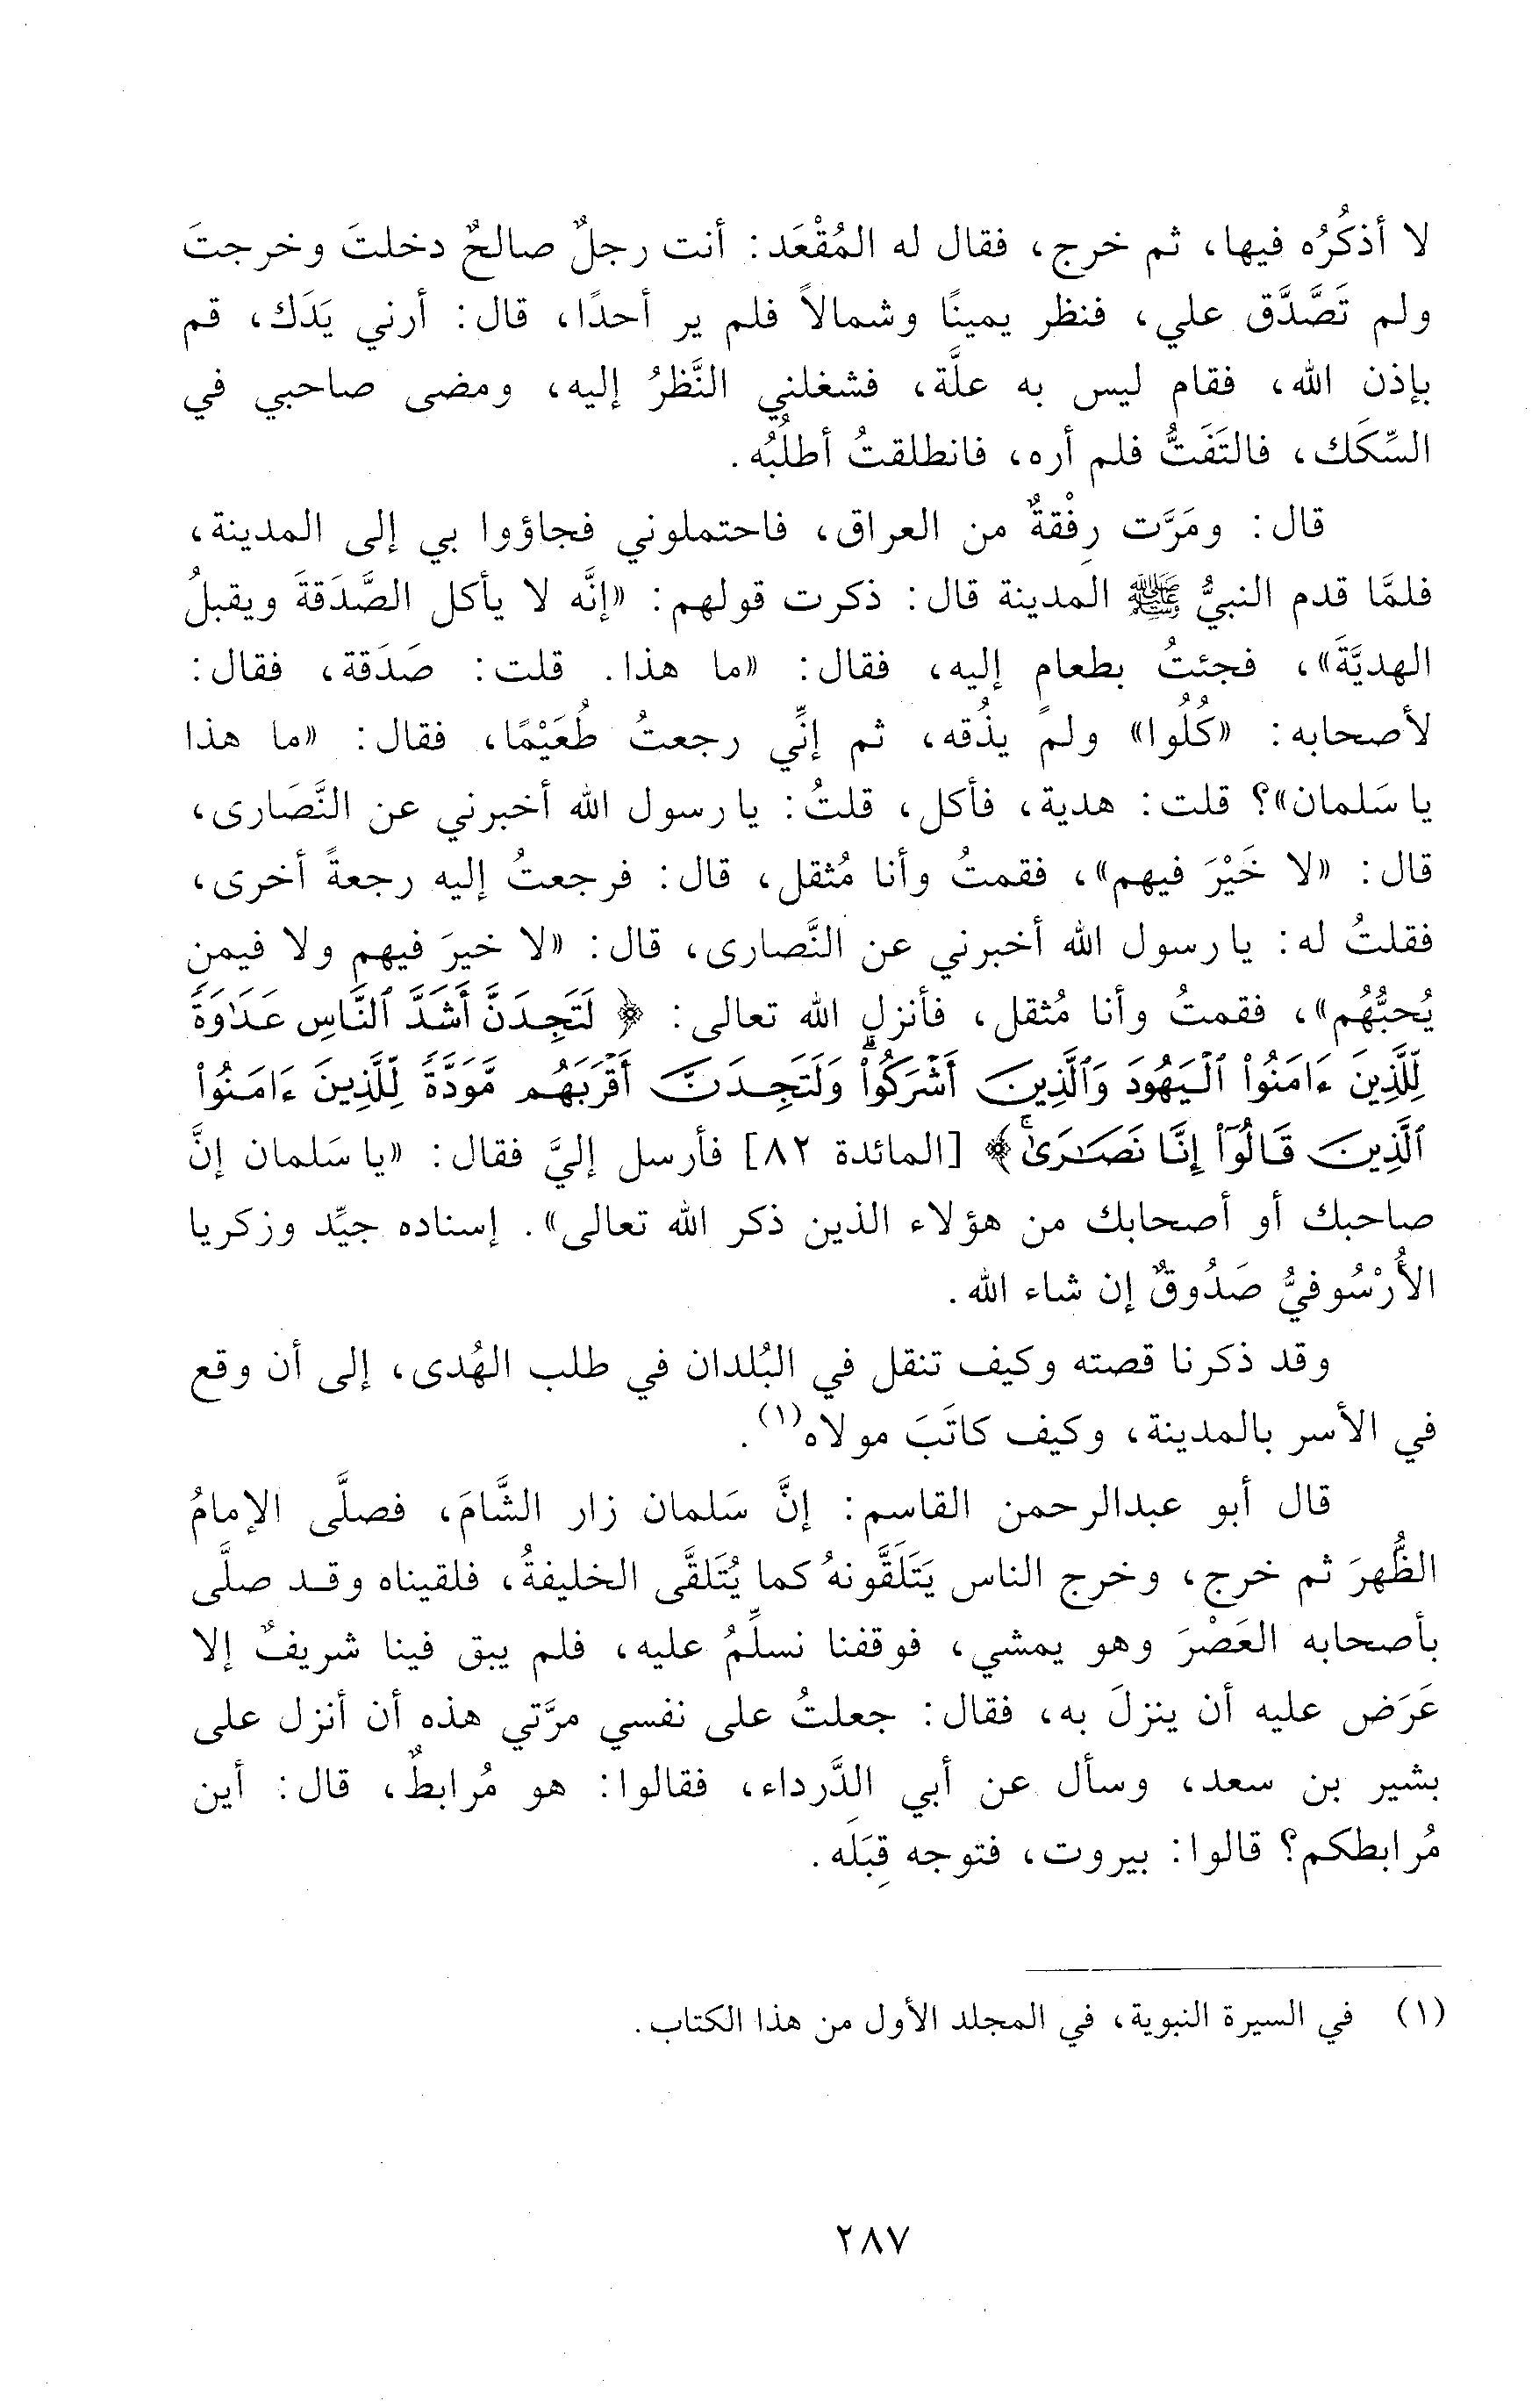 لا أذكُرُه فيها، ثم خرج، فقال له المُقْعَد: أنت رجلٌ صالحٌ دخلتَ وخرجتَ
ولم تَصَّدَّق علي، فنظر يمينًا وشمالاً فلم ير أحدًا، قال: أرني يَدَك، قم
بإذن الله، فقام ليس به علَّة، فشغلني النَّظرُ إليه، ومضى صاحبي في
السِّكَك، فالتَفَتُّ فلم أره، فانطلقتُ أطلُبُه.
قال: ومَرَّت رِفْقةٌ من العراق، فاحتملوني فجاؤوا بي إلى المدينة،
فلمَّا قدم النبيُّ ﷺ المدينة قال: ذكرت قولهم: «إنَّه لا يأكل الصَّدَقةَ ويقبلُ
الهديَّةَ»، فجئتُ بطعامٍ إليه، فقال: «ما هذا. قلت: صَدَقة، فقال:
لأصحابه: «كُلُوا» ولم يذُقه، ثم إنِّي رجعتُ طُعَيْمًا، فقال: «ما هذا
يا سَلمان»؟ قلت: هدية، فأكل، قلتُ: يا رسول الله أخبرني عن النَّصَارى،
قال: «لا خَيْرَ فيهم»، فقمتُ وأنا مُثقل، قال: فرجعتُ إليه رجعةً أخرى،
فقلتُ له: يا رسول الله أخبرني عن النَّصارى، قال: «لا خيرَ فيهم ولا فيمن
يُحبُّهُم»، فقمتُ وأنا مُثقل، فأنزل الله تعالى: ﴿ لَتَجِدَنَّ أَشَدَّ ٱلنَّاسِ عَدَٰوَةً
لِّلَّذِينَ ءَامَنُوا۟ ٱلْيَهُودَ وَٱلَّذِينَ أَشْرَكُوا۟ۖ وَلَتَجِدَنَّ أَقْرَبَهُم مَّوَدَّةً لِّلَّذِينَ ءَامَنُوا۟
ٱلَّذِينَ قَالُوٓا۟ إِنَّا نَصَٰرَىٰۚ﴾ [المائدة ٨٢] فأرسل إليَّ فقال: «يا سَلمان إنَّ
صاحبك أو أصحابك من هؤلاء الذين ذكر الله تعالى». إسناده جيِّد وزكريا
الأُرْسُوفيُّ صَدُوقٌ إن شاء الله.
وقد ذكرنا قصته وكيف تنقل في البُلدان في طلب الهُدى، إلى أن وقع
في الأسر بالمدينة، وكيف كاتَبَ مولاه(١).
قال أبو عبدالرحمن القاسم: إنَّ سَلمان زار الشَّامَ، فصلَّى الإمامُ
الظُّهرَ ثم خرج، وخرج الناس يَتَلَقَّونهُ كما يُتَلقَّى الخليفةُ، فلقيناه وقد صلَّى
بأصحابه العَصْرَ وهو يمشي، فوقفنا نسلِّمُ عليه، فلم يبق فينا شريفٌ إلا
عَرَض عليه أن ينزلَ به، فقال: جعلتُ على نفسي مرَّتي هذه أن أنزل على
بشير بن سعد، وسأل عن أبي الدَّرداء، فقالوا: هو مُرابطٌ، قال: أين
مُرابطكم؟ قالوا: بيروت، فتوجه قِبَلَه.
(١) في السيرة النبوية، في المجلد الأول من هذا الكتاب.
٢٨٧